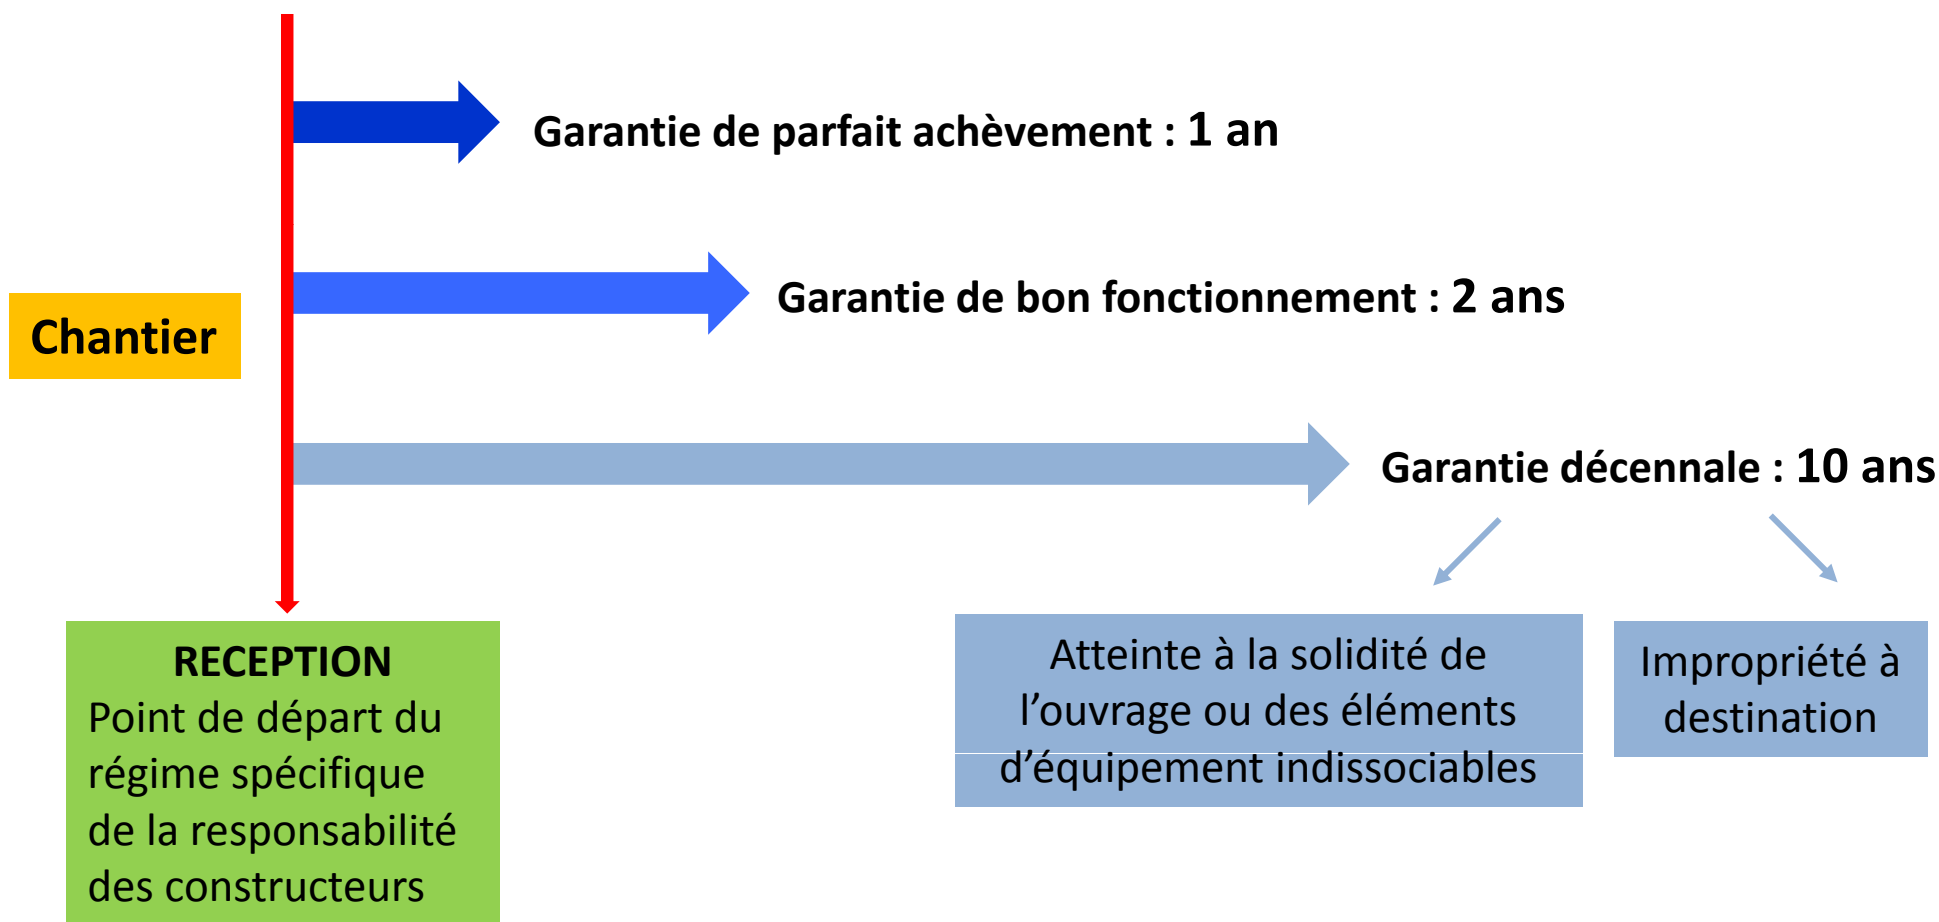 Garantie de parfait achèvement : 1 an
Garantie de bon fonctionnement : 2 ans
Chantier
Garantie décennale : 10 ans
RECEPTION
Point de départ du
régime spécifique
de la responsabilité
des constructeurs
Atteinte à la solidité de
l’ouvrage ou des éléments
d’équipement indissociables
Impropriété à
destination